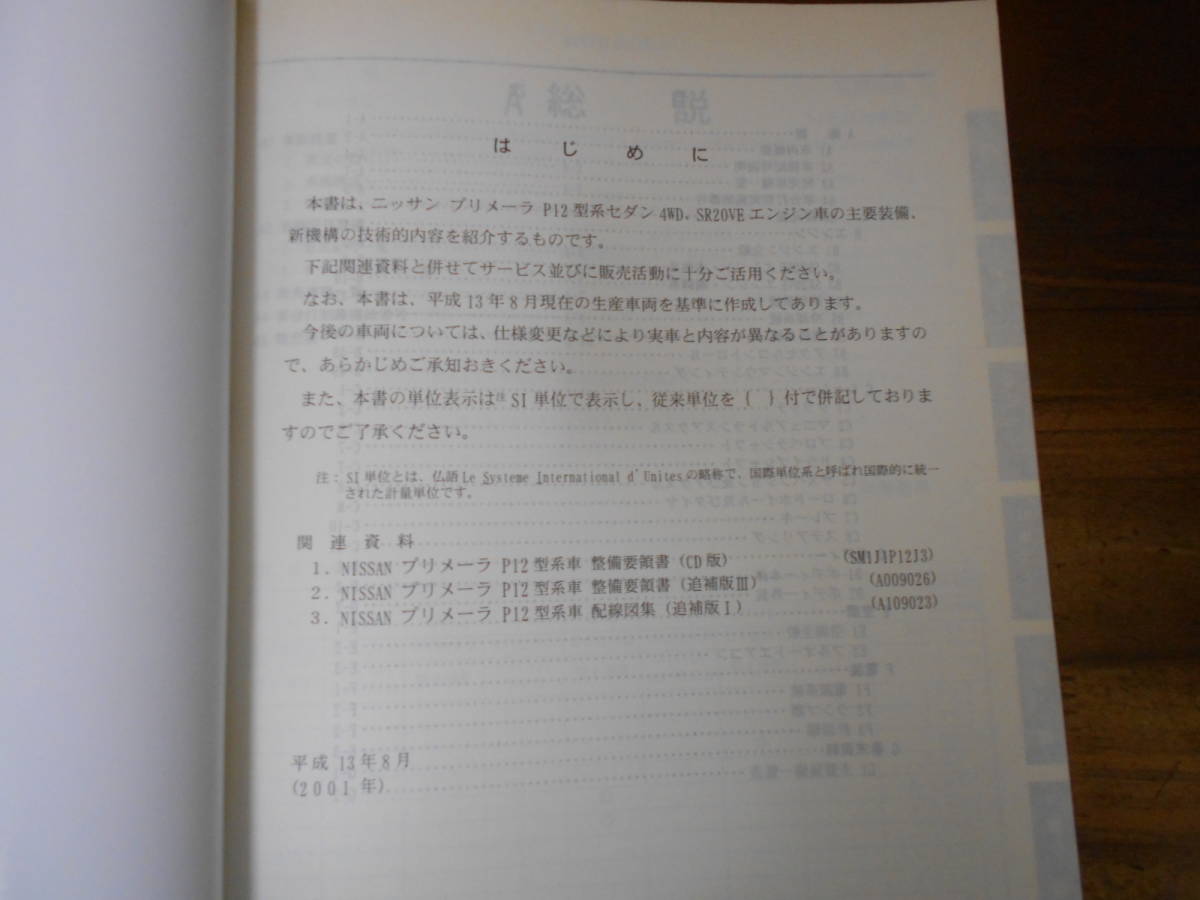 はじめに
本書は、ニッサン プリメーラ P12 型系セダン 4WD、SR20VE エンジン車の主要装備、
新機構の技術的内容を紹介するものです。
下記関連資料と併せてサービス並びに販売活動に十分ご活用ください。
なお、本書は、平成 13 年 8 月現在の生産車両を基準に作成してあります。
今後の車両については、仕様変更などにより実車と内容が異なることがありますの
で、あらかじめご承知おきください。
また、本書の単位表示は注 SI 単位で表示し、従来単位を { } 付で併記しておりま
すのでご了承ください。
注: SI 単位とは、仏語 Le Systeme International d'Unites の略称で、国際単位系と呼ばれ国際的に統一
された計量単位です。
関連資料
1. NISSAN プリメーラ P12 型系車 整備要領書 (CD 版) (SM1J1P12J3)
2. NISSAN プリメーラ P12 型系車 整備要領書 (追補版Ⅲ) (A009026)
3. NISSAN プリメーラ P12 型系車 配線図集 (追補版Ⅰ) (A109023)
平成 13 年 8 月
(2001 年)